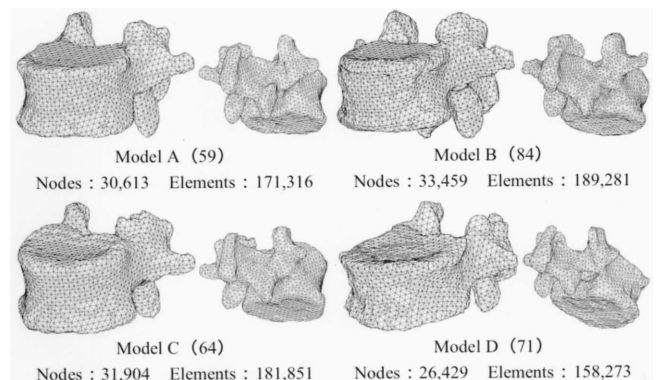 Model A（59）
Model B（84）
Nodes：30,613 Elements：171,316
Nodes：33,459 Elements：189,281
Model C（64）
Model D（71）
Nodes：31,904 Elements：181,851
Nodes：26,429 Elements：158,273